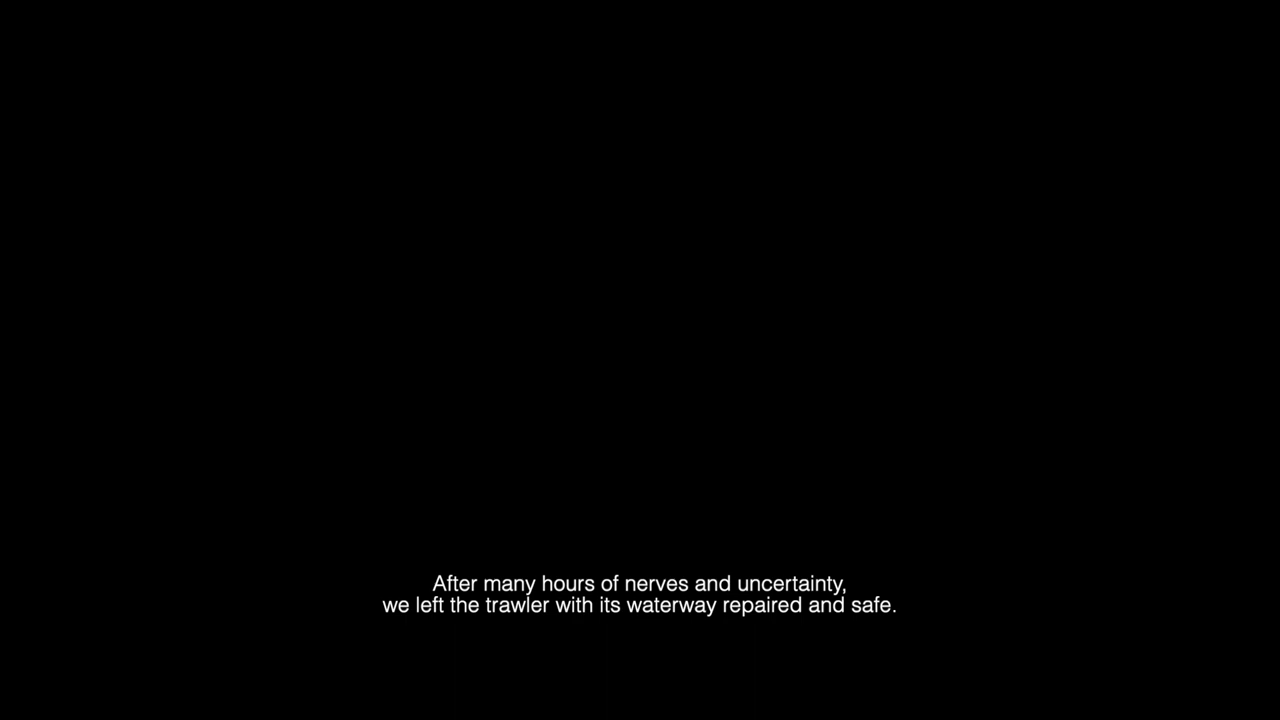 After many hours of nerves and uncertainty,
we left the trawler with its waterway repaired and safe.